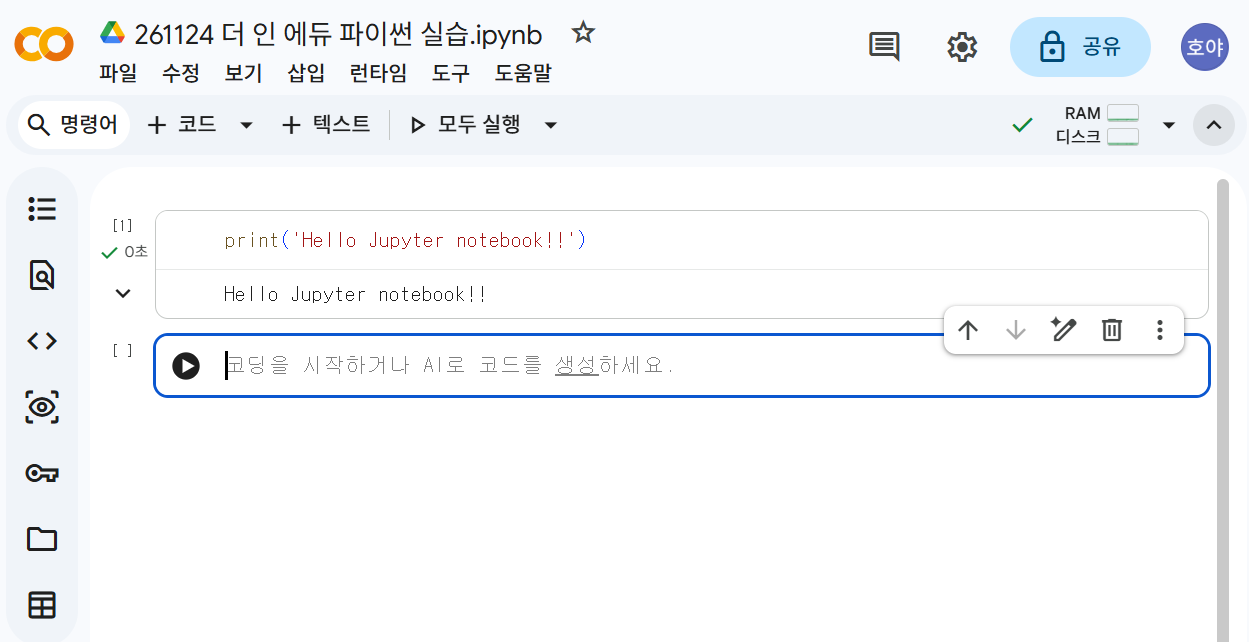 261124 더 인 에듀 파이썬 실습.ipynb
파일 수정 보기 삽입 런타임 도구 도움말
공유
호야
명령어 + 코드 + 텍스트 모두 실행
RAM
디스크
[1]
0초
print('Hello Jupyter notebook!!')
Hello Jupyter notebook!!
[ ]
코딩을 시작하거나 AI로 코드를 생성하세요.